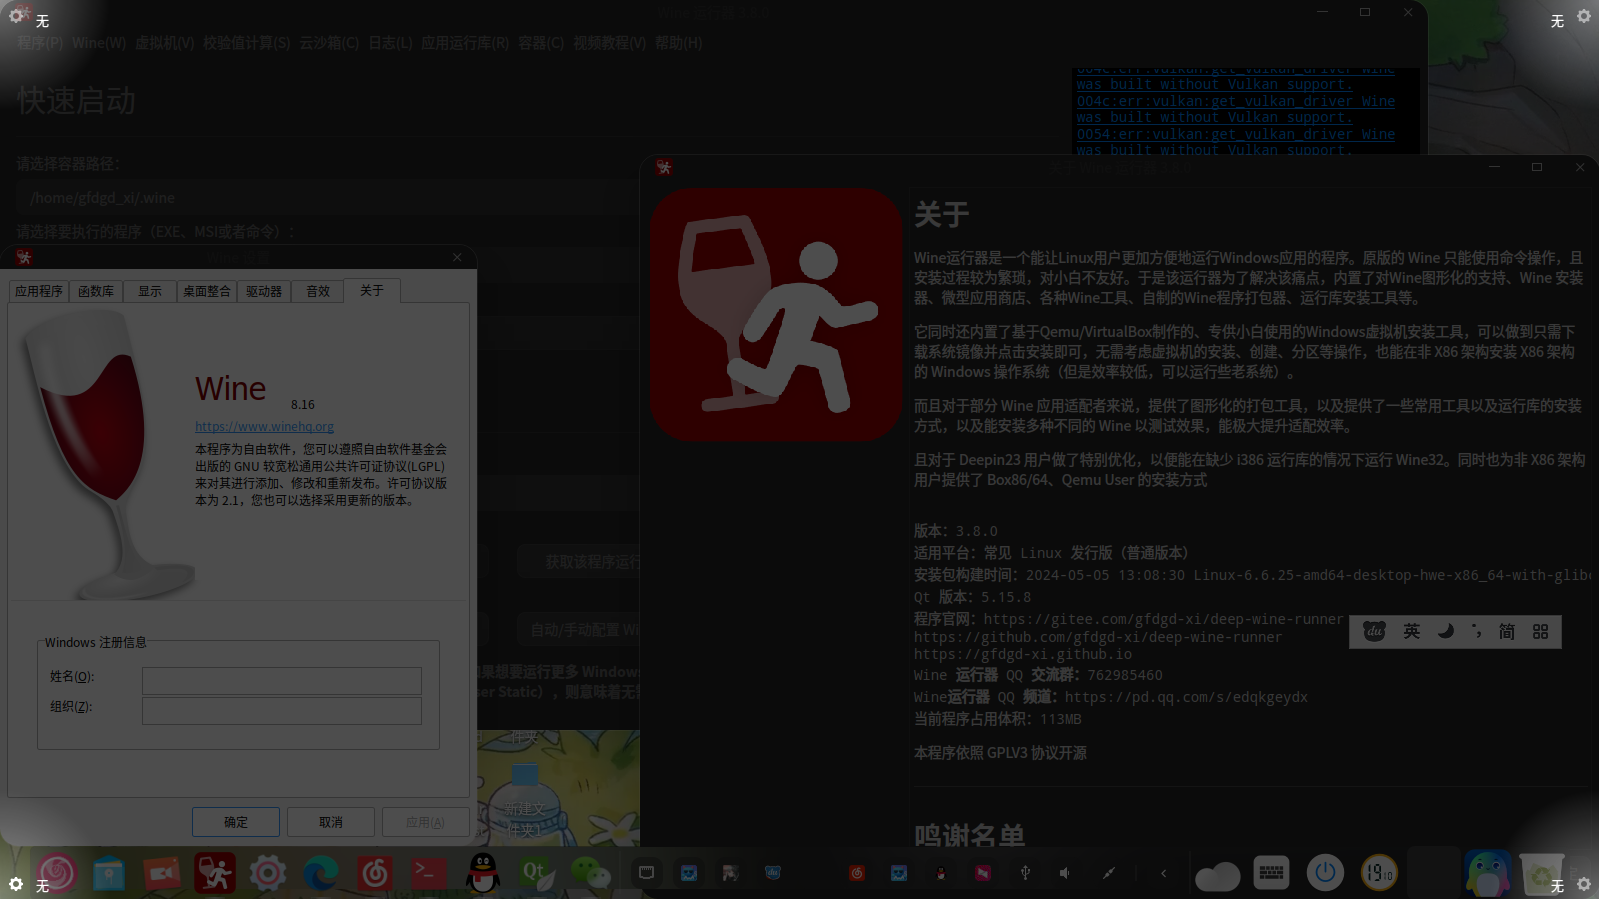 无
无
程序(P) Wine(W) 虚拟机(V) 校验值计算(S) 云沙箱(C) 日志(L) 应用运行库(R) 容器(C) 视频教程(V) 帮助(H)
快速启动
004c:err:vulkan:get_vulkan_driver Wine
was built without Vulkan support.
004c:err:vulkan:get_vulkan_driver Wine
was built without Vulkan support.
0054:err:vulkan:get_vulkan_driver Wine
was built without Vulkan support.
请选择容器路径：
/home/gfdgd_xi/.wine
请选择要执行的程序（EXE、MSI或者命令）：
获取该程序运行
自动/手动配置 Wi
果想要运行更多 Windows
ser Static），则意味着无
应用程序 函数库 显示 桌面整合 驱动器 音效 关于
Wine 8.16
https://www.winehq.org
本程序为自由软件，您可以遵照自由软件基金会
出版的 GNU 较宽松通用公共许可证协议(LGPL)
来对其进行添加、修改和重新发布。许可协议版
本为 2.1，您也可以选择采用更新的版本。
Windows 注册信息
姓名(O):
组织(Z):
确定 取消 应用(A)
关于
Wine运行器是一个能让Linux用户更加方便地运行Windows应用的程序。原版的 Wine 只能使用命令操作，且
安装过程较为繁琐，对小白不友好。于是该运行器为了解决该痛点，内置了对Wine图形化的支持、Wine 安装
器、微型应用商店、各种Wine工具、自制的Wine程序打包器、运行库安装工具等。
它同时还内置了基于Qemu/VirtualBox制作的、专供小白使用的Windows虚拟机安装工具，可以做到只需下
载系统镜像并点击安装即可，无需考虑虚拟机的安装、创建、分区等操作，也能在非 X86 架构安装 X86 架构
的 Windows 操作系统（但是效率较低，可以运行些老系统）。
而且对于部分 Wine 应用适配者来说，提供了图形化的打包工具，以及提供了一些常用工具以及运行库的安装
方式，以及能安装多种不同的 Wine 以测试效果，能极大提升适配效率。
且对于 Deepin23 用户做了特别优化，以便能在缺少 i386 运行库的情况下运行 Wine32。同时也为非 X86 架构
用户提供了 Box86/64、Qemu User 的安装方式
版本：3.8.0
适用平台：常见 Linux 发行版（普通版本）
安装包构建时间：2024-05-05 13:08:30 Linux-6.6.25-amd64-desktop-hwe-x86_64-with-glibc
Qt 版本：5.15.8
程序官网：https://gitee.com/gfdgd-xi/deep-wine-runner
https://github.com/gfdgd-xi/deep-wine-runner
https://gfdgd-xi.github.io
Wine 运行器 QQ 交流群：762985460
Wine运行器 QQ 频道：https://pd.qq.com/s/edqkgeydx
当前程序占用体积：113MB
本程序依照 GPLV3 协议开源
鸣谢名单
du 英 简
件夹
新建文
件夹1
Qt
19:10
无
无